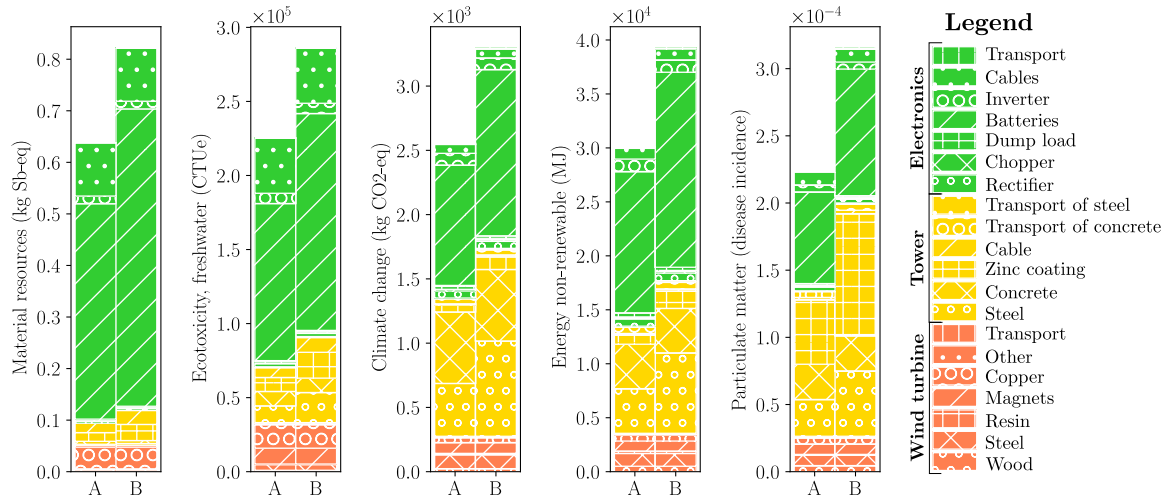 Material resources (kg Sb-eq)
0.8
0.7
0.6
0.5
0.4
0.3
0.2
0.1
0.0
A B
×10⁵
Ecotoxicity, freshwater (CTUe)
3.0
2.5
2.0
1.5
1.0
0.5
0.0
A B
×10³
Climate change (kg CO2-eq)
3.0
2.5
2.0
1.5
1.0
0.5
0.0
A B
×10⁴
Energy non-renewable (MJ)
4.0
3.5
3.0
2.5
2.0
1.5
1.0
0.5
0.0
A B
×10⁻⁴
Particulate matter (disease incidence)
3.0
2.5
2.0
1.5
1.0
0.5
0.0
A B
Legend
Electronics
Transport
Cables
Inverter
Batteries
Dump load
Chopper
Rectifier
Tower
Transport of steel
Transport of concrete
Cable
Zinc coating
Concrete
Steel
Wind turbine
Transport
Other
Copper
Magnets
Resin
Steel
Wood